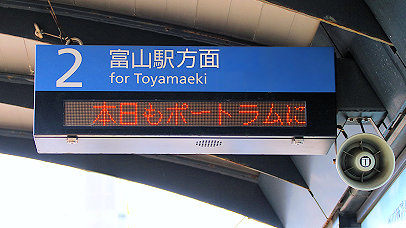 2 富山駅方面
for Toyamaeki
本日もポートラムに